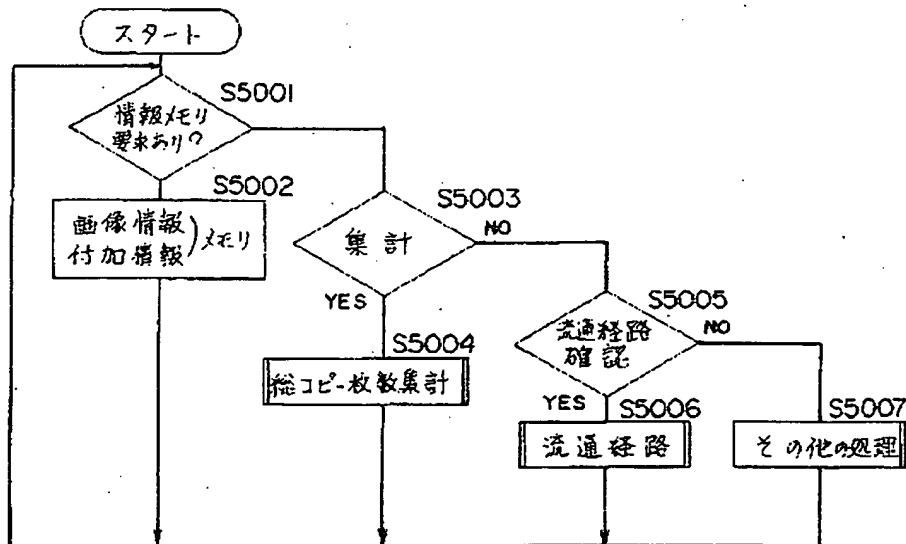 スタート
S5001
情報メモリ
要求あり?
S5002
画像情報
付加情報
)メモリ
S5003
集計
NO
YES
S5004
総コピー枚数集計
S5005
流通経路
確認
NO
YES
S5006
流通経路
S5007
その他の処理